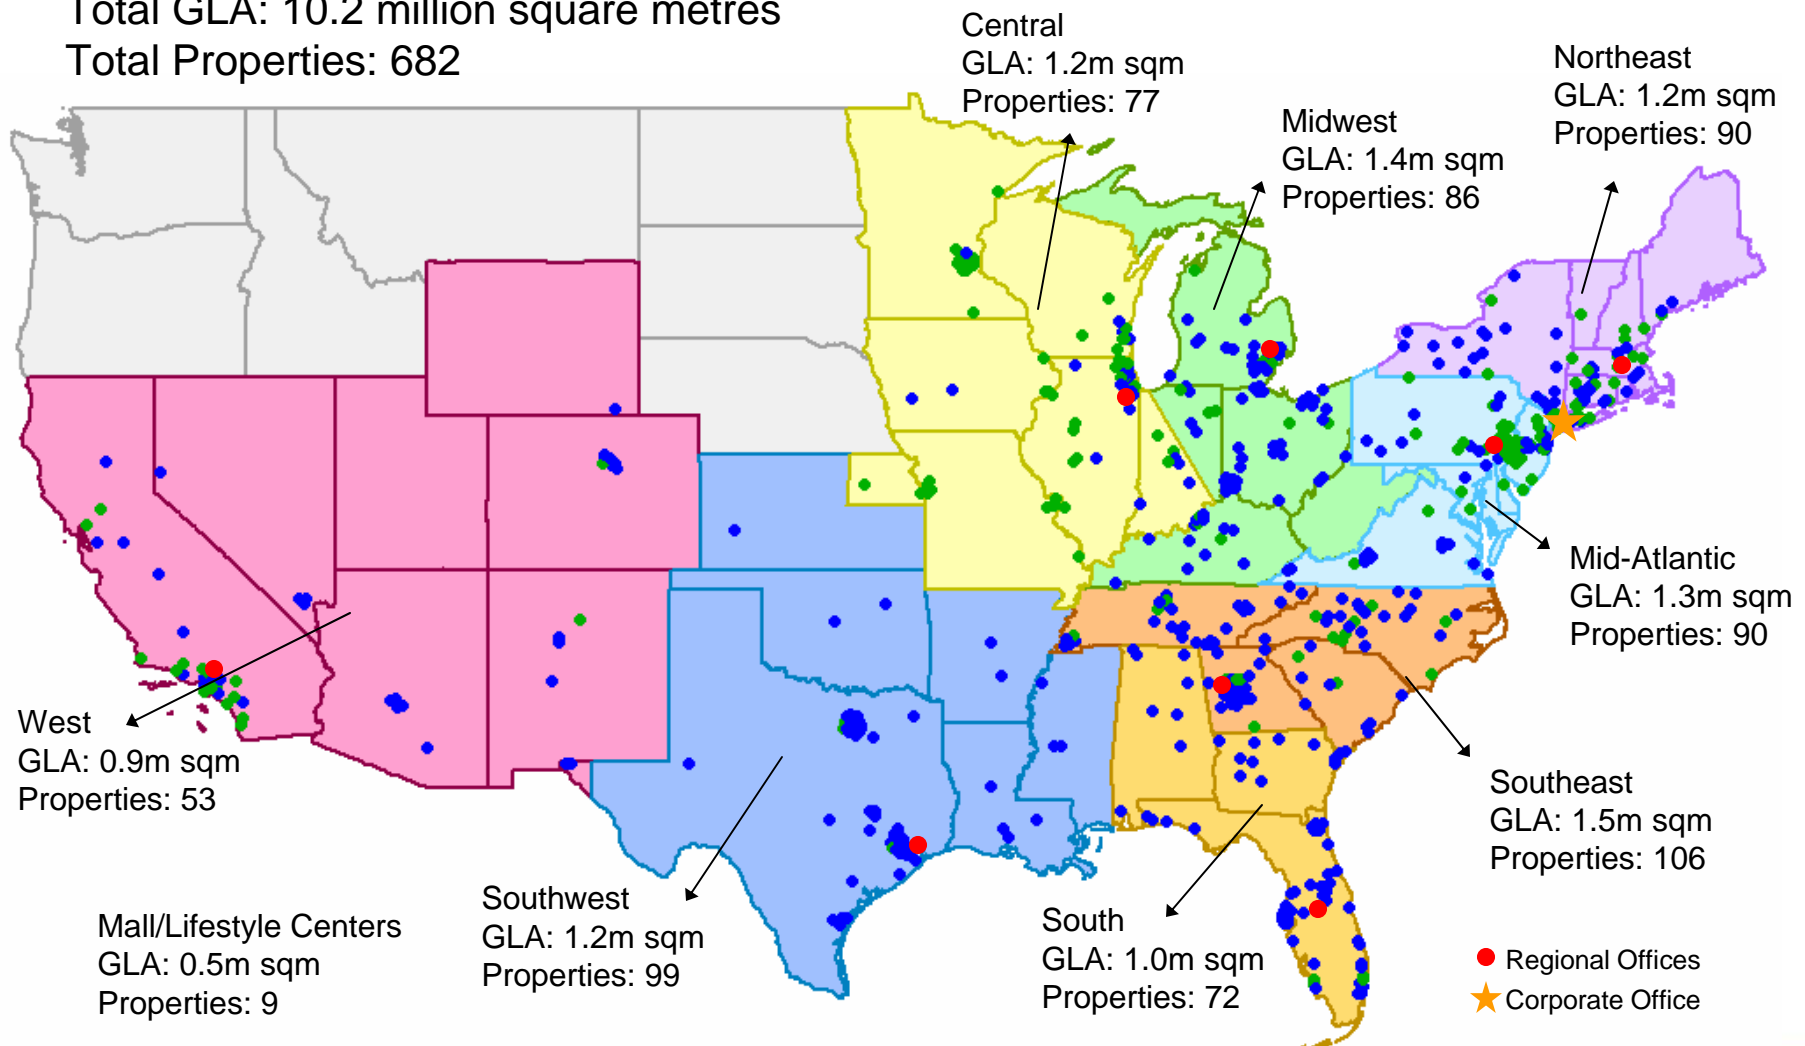 Total GLA: 10.2 million square metres
Total Properties: 682
Central
GLA: 1.2m sqm
Properties: 77
Midwest
GLA: 1.4m sqm
Properties: 86
Northeast
GLA: 1.2m sqm
Properties: 90
Mid-Atlantic
GLA: 1.3m sqm
Properties: 90
West
GLA: 0.9m sqm
Properties: 53
Southeast
GLA: 1.5m sqm
Properties: 106
Southwest
GLA: 1.2m sqm
Properties: 99
South
GLA: 1.0m sqm
Properties: 72
Mall/Lifestyle Centers
GLA: 0.5m sqm
Properties: 9
Regional Offices
Corporate Office